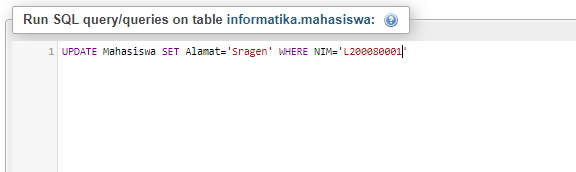 Run SQL query/queries on table informatika.mahasiswa:
1 UPDATE Mahasiswa SET Alamat='Sragen' WHERE NIM='L200080001'